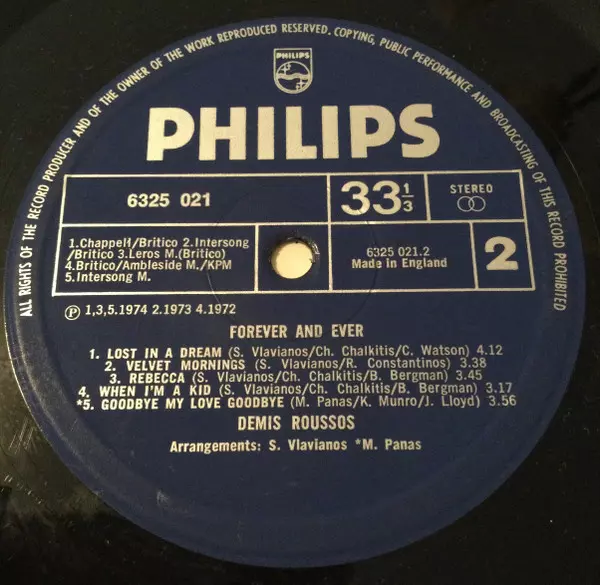 ALL RIGHTS OF THE RECORD PRODUCER AND OF THE OWNER OF THE WORK REPRODUCED RESERVED. COPYING, PUBLIC PERFORMANCE AND BROADCASTING OF THIS RECORD PROHIBITED
PHILIPS
PHILIPS
6325 021
33⅓
STEREO
1.Chappell/Britico 2.Intersong
/Britico 3.Leros M.(Britico)
4.Britico/Ambleside M./KPM
5.Intersong M.
6325 021.2
Made in England
2
Ⓟ 1,3,5.1974 2.1973 4.1972
FOREVER AND EVER
1. LOST IN A DREAM (S. Vlavianos/Ch. Chalkitis/C. Watson) 4.12
2. VELVET MORNINGS (S. Vlavianos/R. Constantinos) 3.38
3. REBECCA (S. Vlavianos/Ch. Chalkitis/B. Bergman) 3.45
4. WHEN I'M A KID (S. Vlavianos/Ch. Chalkitis/B. Bergman) 3.17
*5. GOODBYE MY LOVE GOODBYE (M. Panas/K. Munro/J. Lloyd) 3.56
DEMIS ROUSSOS
Arrangements: S. Vlavianos *M. Panas